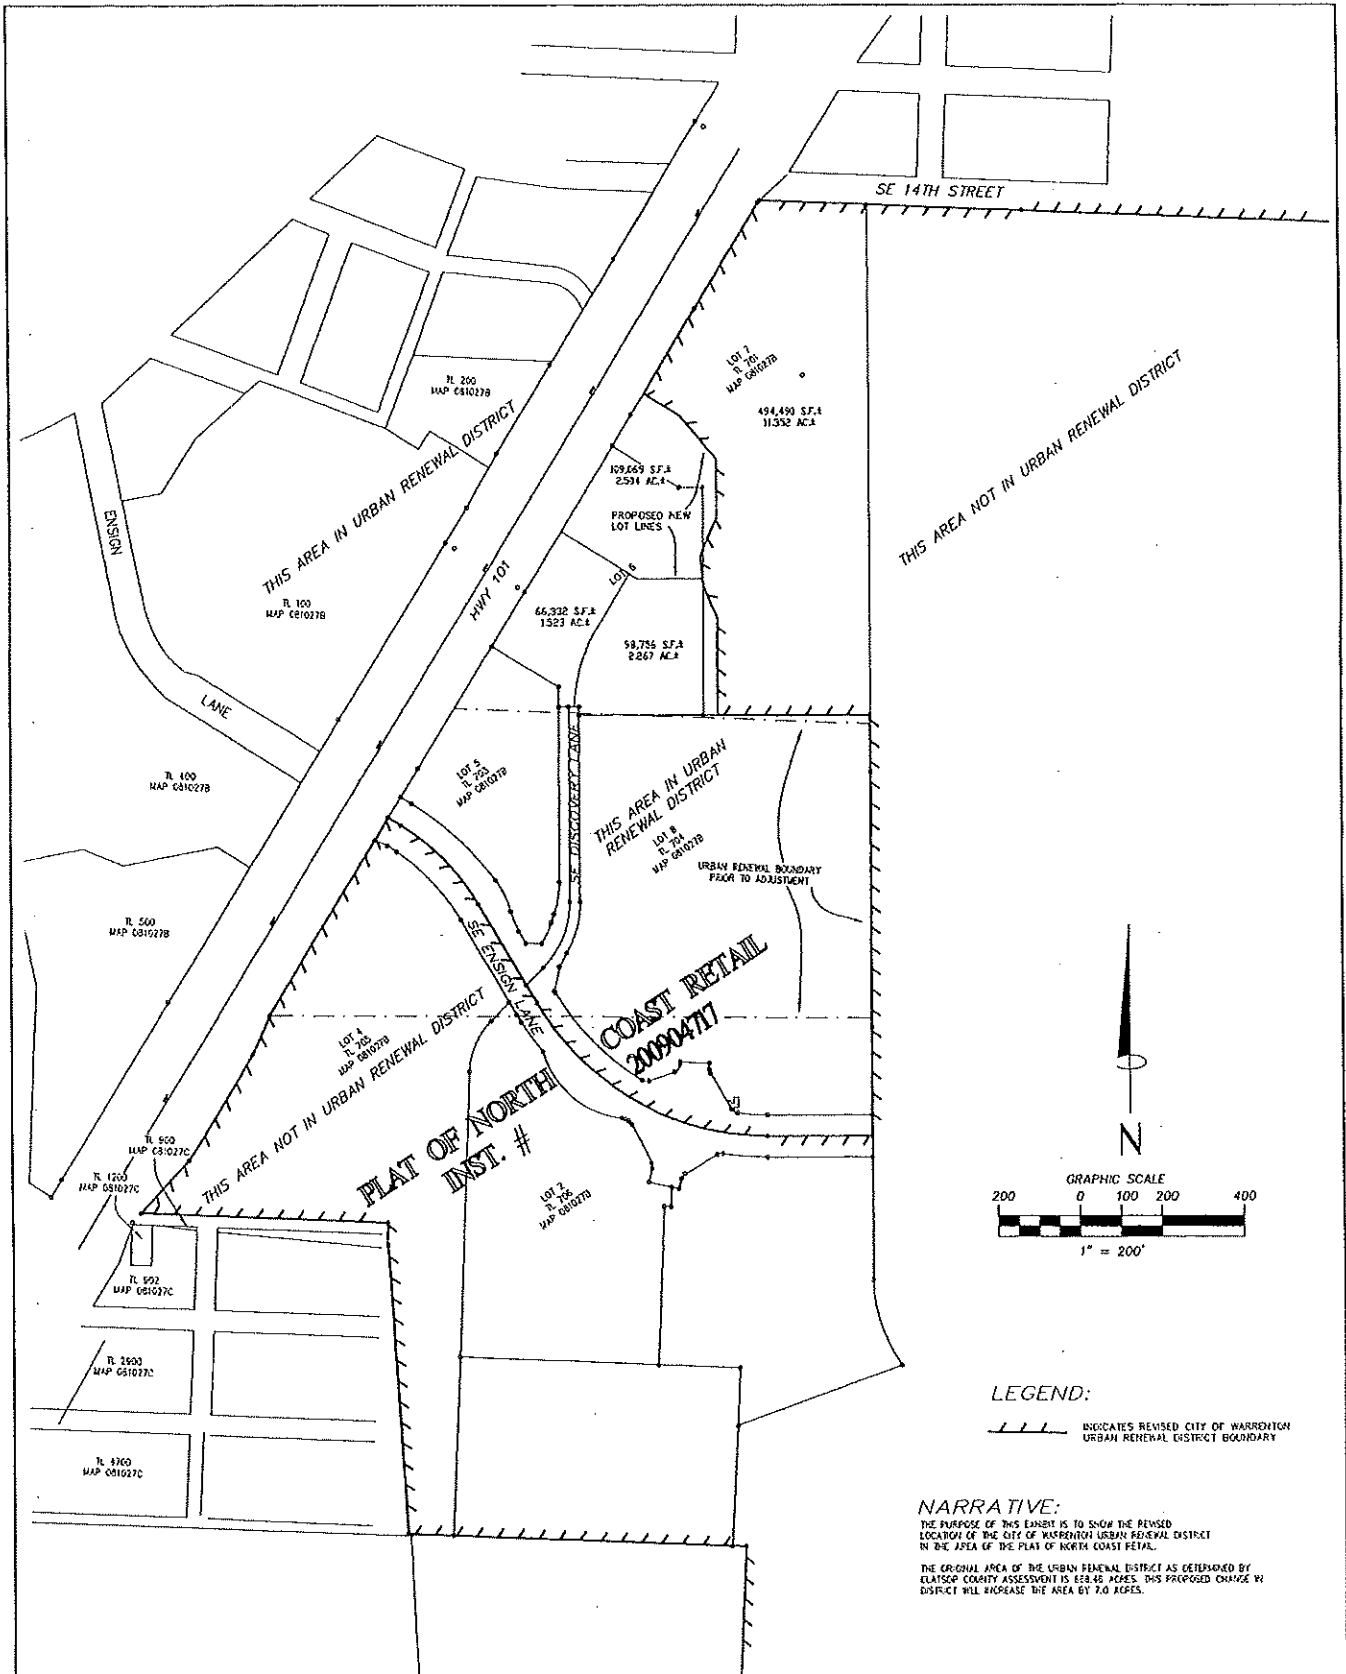 SE 14TH STREET
LOT 7
TL 701
MAP 081027B
494,490 S.F.±
11.352 AC.±
TL 200
MAP 081027B
THIS AREA IN URBAN RENEWAL DISTRICT
THIS AREA NOT IN URBAN RENEWAL DISTRICT
109,069 S.F.±
2.504 AC.±
PROPOSED NEW
LOT LINES
ENSIGN
LANE
HWY 101
LOT 6
TL 100
MAP 081027B
66,332 S.F.±
1.523 AC.±
98,756 S.F.±
2.267 AC.±
TL 400
MAP 081027B
LOT 5
TL 703
MAP 081027B
SE DISCOVERY LANE
THIS AREA IN URBAN
RENEWAL DISTRICT
LOT 8
TL 704
MAP 081027B
URBAN RENEWAL BOUNDARY
PRIOR TO ADJUSTMENT
TL 500
MAP 081027B
SE ENSIGN LANE
LOT 4
TL 705
MAP 081027B
THIS AREA NOT IN URBAN RENEWAL DISTRICT
PLAT OF NORTH COAST RETAIL
INST. # 200904717
TL 900
MAP 081027C
TL 1200
MAP 081027C
LOT 2
TL 706
MAP 081027B
TL 902
MAP 081027C
TL 2900
MAP 081027C
TL 4700
MAP 081027C
N
GRAPHIC SCALE
200 0 100 200 400
1" = 200'
LEGEND:
INDICATES REVISED CITY OF WARRENTON
URBAN RENEWAL DISTRICT BOUNDARY
NARRATIVE:
THE PURPOSE OF THIS EXHIBIT IS TO SHOW THE REVISED
LOCATION OF THE CITY OF WARRENTON URBAN RENEWAL DISTRICT
IN THE AREA OF THE PLAT OF NORTH COAST RETAIL.
THE ORIGINAL AREA OF THE URBAN RENEWAL DISTRICT AS DETERMINED BY
CLATSOP COUNTY ASSESSMENT IS ACRES. THIS PROPOSED CHANGE IN
DISTRICT WILL INCREASE THE AREA BY 7.0 ACRES.